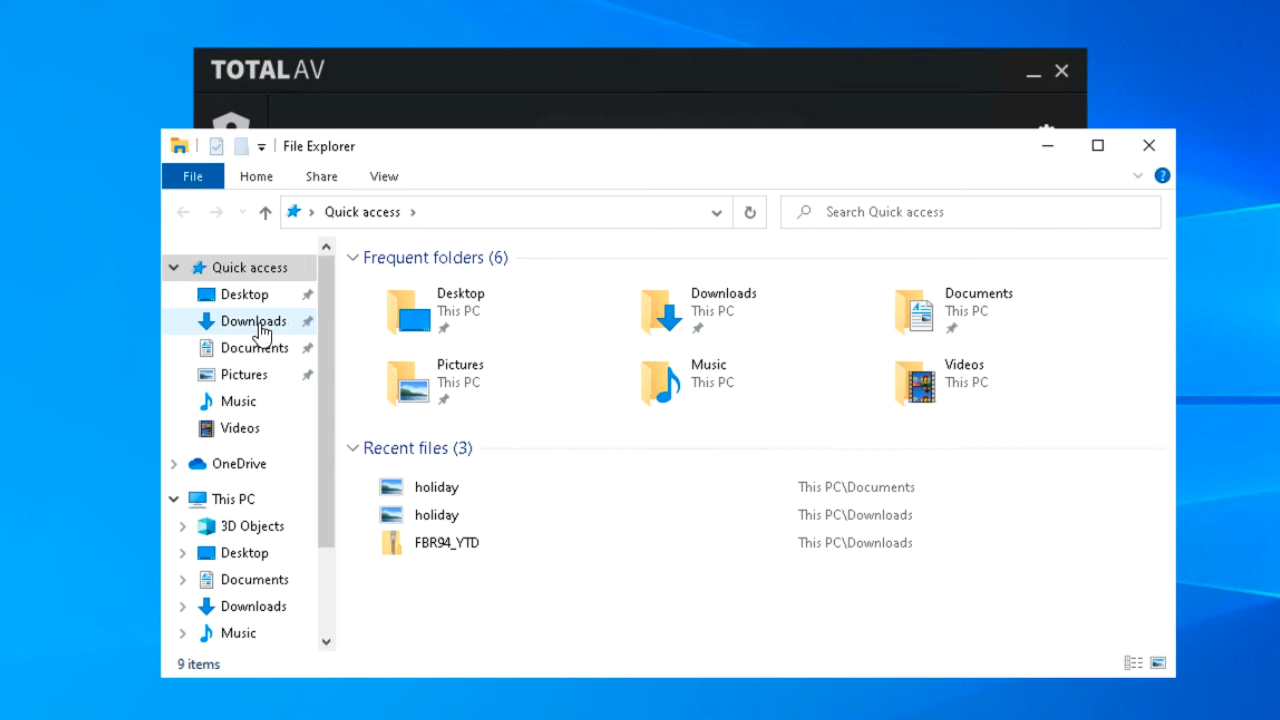 TOTAL AV
File Explorer
File Home Share View
Quick access
Search Quick access
Quick access
Desktop
Downloads
Documents
Pictures
Music
Videos
OneDrive
This PC
3D Objects
Desktop
Documents
Downloads
Music
Frequent folders (6)
Desktop
This PC
Downloads
This PC
Documents
This PC
Pictures
This PC
Music
This PC
Videos
This PC
Recent files (3)
holiday This PC\Documents
holiday This PC\Downloads
FBR94_YTD This PC\Downloads
9 items